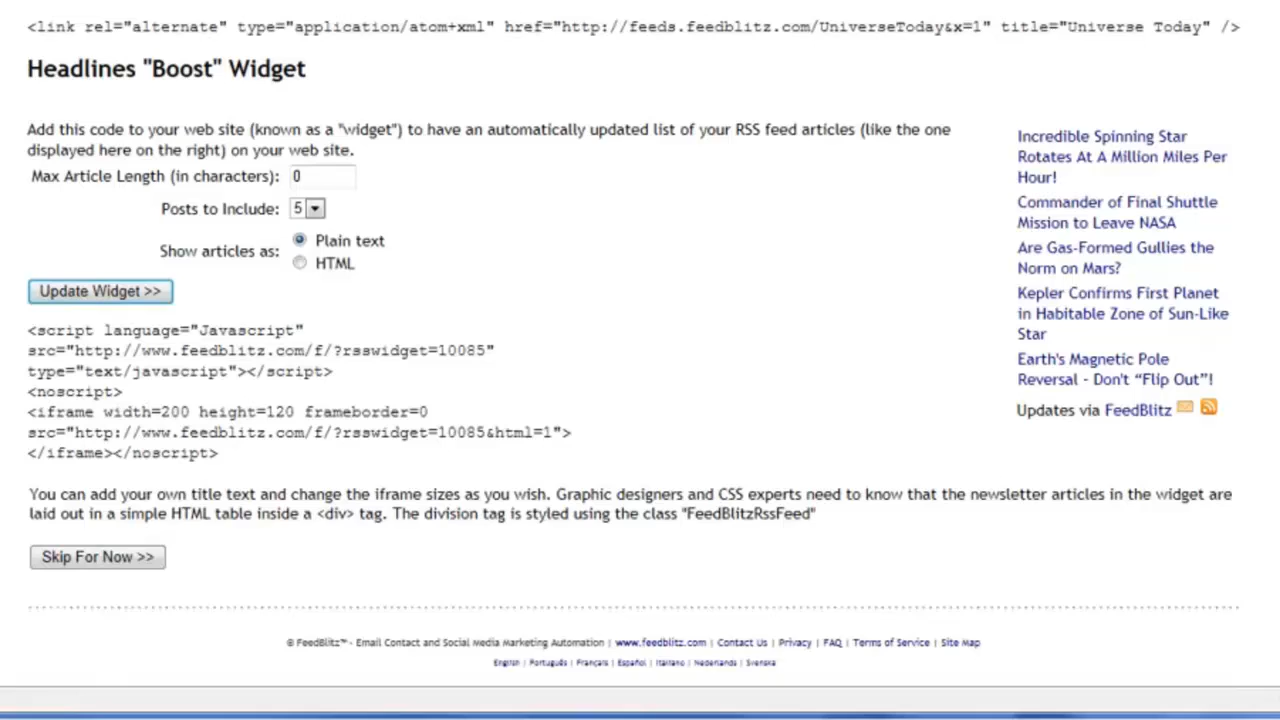 <link rel="alternate" type="application/atom+xml" href="http://feeds.feedblitz.com/UniverseToday&x=1" title="Universe Today" />
Headlines "Boost" Widget
Add this code to your web site (known as a "widget") to have an automatically updated list of your RSS feed articles (like the one
displayed here on the right) on your web site.
Max Article Length (in characters): 0
Posts to Include: 5
Show articles as:
Plain text
HTML
Update Widget >>
<script language="Javascript"
src="http://www.feedblitz.com/f/?rsswidget=10085"
type="text/javascript"></script>
<noscript>
<iframe width=200 height=120 frameborder=0
src="http://www.feedblitz.com/f/?rsswidget=10085&html=1">
</iframe></noscript>
Incredible Spinning Star
Rotates At A Million Miles Per
Hour!
Commander of Final Shuttle
Mission to Leave NASA
Are Gas-Formed Gullies the
Norm on Mars?
Kepler Confirms First Planet
in Habitable Zone of Sun-Like
Star
Earth's Magnetic Pole
Reversal - Don't “Flip Out”!
Updates via FeedBlitz
You can add your own title text and change the iframe sizes as you wish. Graphic designers and CSS experts need to know that the newsletter articles in the widget are
laid out in a simple HTML table inside a <div> tag. The division tag is styled using the class "FeedBlitzRssFeed"
Skip For Now >>
© FeedBlitz™ - Email Contact and Social Media Marketing Automation | www.feedblitz.com | Contact Us | Privacy | FAQ | Terms of Service | Site Map
English | Português | Français | Español | Italiano | Nederlands | Svenska